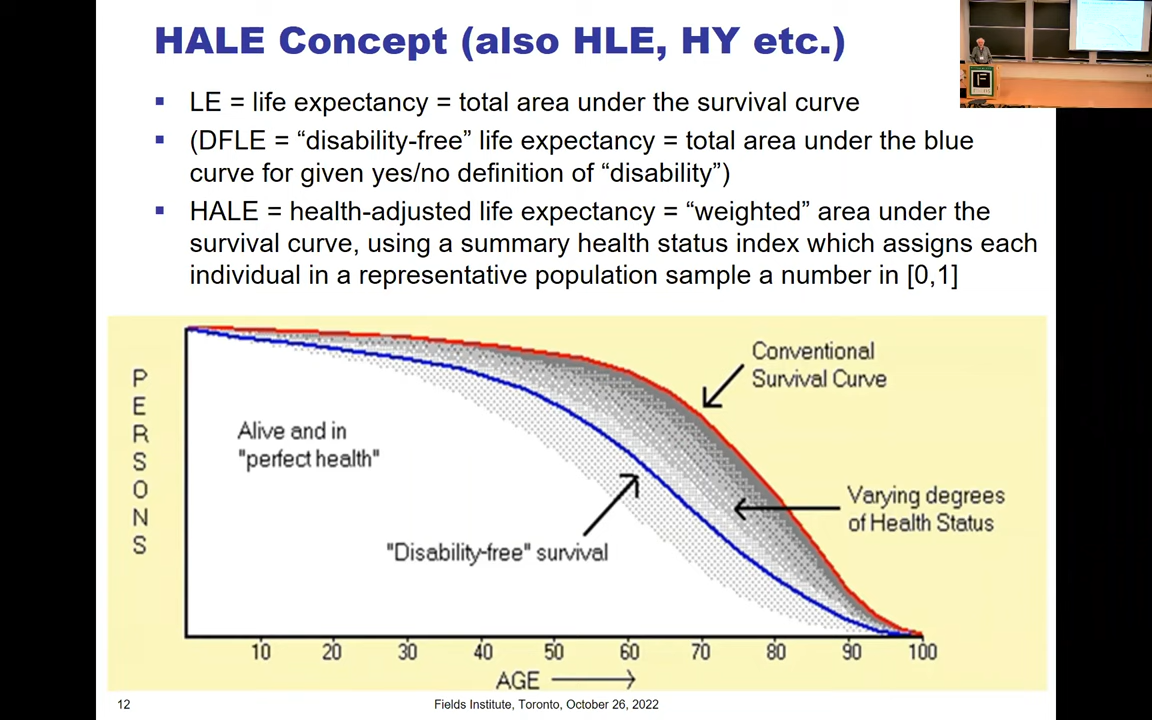 HALE Concept (also HLE, HY etc.)
▪ LE = life expectancy = total area under the survival curve
▪ (DFLE = “disability-free” life expectancy = total area under the blue
curve for given yes/no definition of “disability”)
▪ HALE = health-adjusted life expectancy = “weighted” area under the
survival curve, using a summary health status index which assigns each
individual in a representative population sample a number in [0,1]
PERSONS
Conventional
Survival Curve
Alive and in
"perfect health"
Varying degrees
of Health Status
"Disability-free" survival
10 20 30 40 50 60 70 80 90 100
AGE
12
Fields Institute, Toronto, October 26, 2022